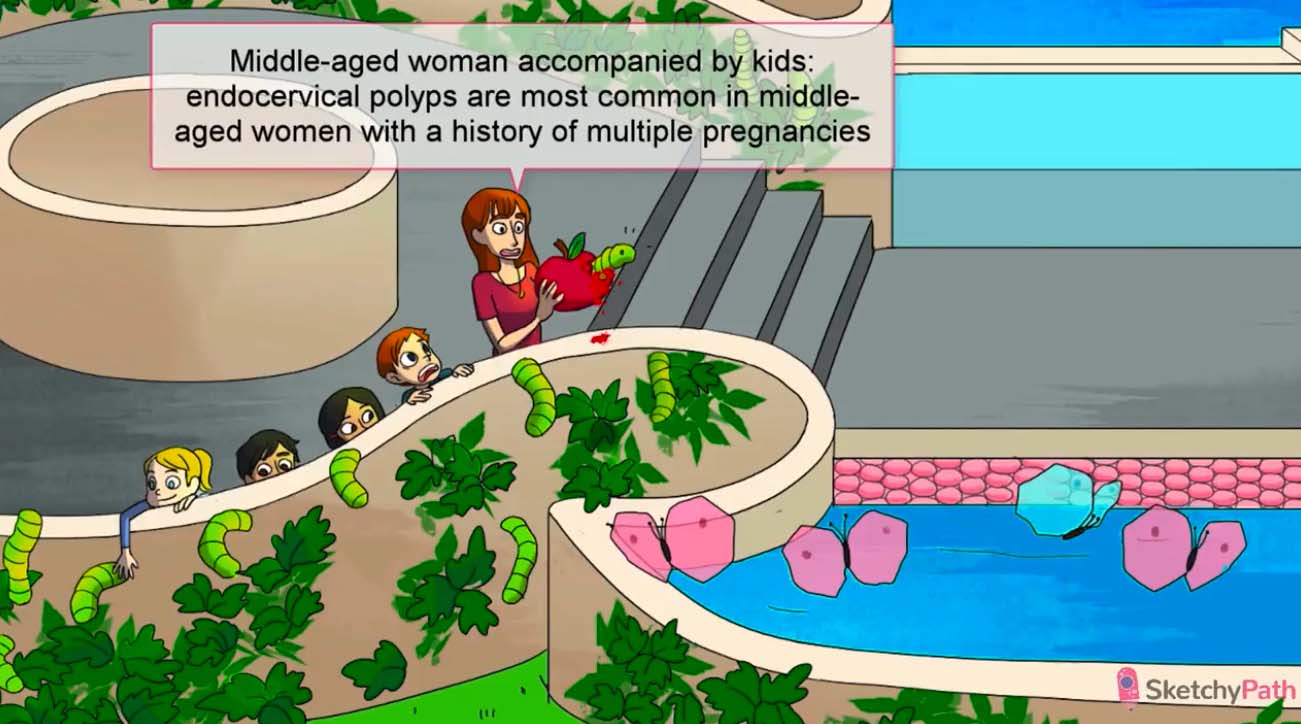 Middle-aged woman accompanied by kids:
endocervical polyps are most common in middle-
aged women with a history of multiple pregnancies
SketchyPath